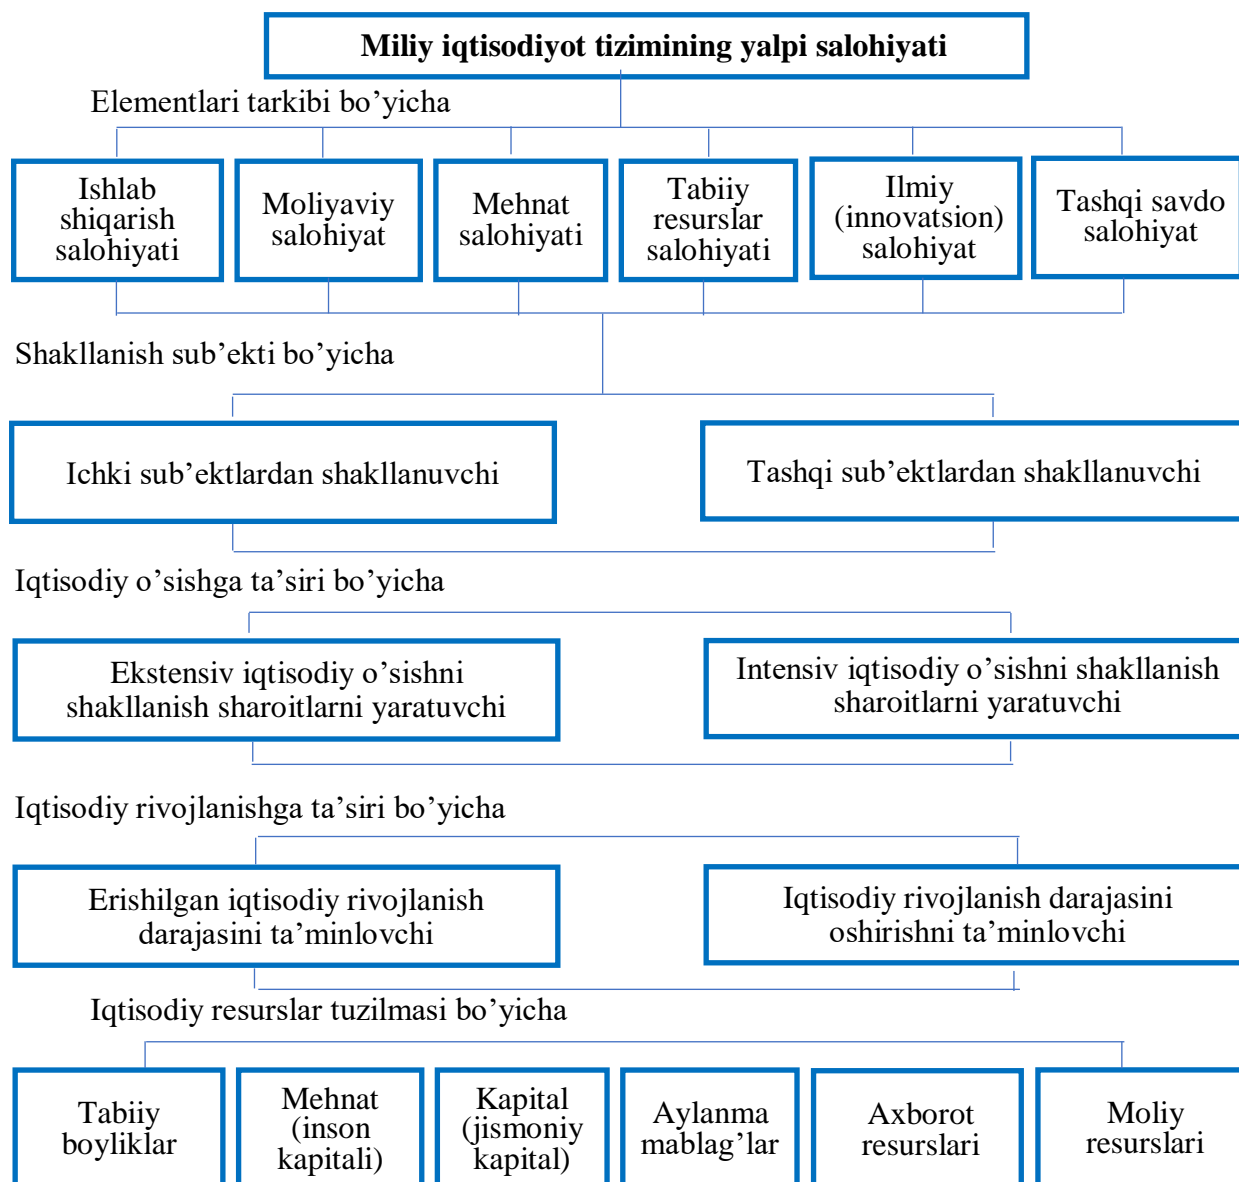 Miliy iqtisodiyot tizimining yalpi salohiyati
Elementlari tarkibi bo’yicha
Ishlab
shiqarish
salohiyati
Moliyaviy
salohiyat
Mehnat
salohiyati
Tabiiy
resurslar
salohiyati
Ilmiy
(innovatsion)
salohiyat
Tashqi savdo
salohiyat
Shakllanish sub’ekti bo’yicha
Ichki sub’ektlardan shakllanuvchi
Tashqi sub’ektlardan shakllanuvchi
Iqtisodiy o’sishga ta’siri bo’yicha
Ekstensiv iqtisodiy o’sishni
shakllanish sharoitlarni yaratuvchi
Intensiv iqtisodiy o’sishni shakllanish
sharoitlarni yaratuvchi
Iqtisodiy rivojlanishga ta’siri bo’yicha
Erishilgan iqtisodiy rivojlanish
darajasini ta’minlovchi
Iqtisodiy rivojlanish darajasini
oshirishni ta’minlovchi
Iqtisodiy resurslar tuzilmasi bo’yicha
Tabiiy
boyliklar
Mehnat
(inson
kapitali)
Kapital
(jismoniy
kapital)
Aylanma
mablag’lar
Axborot
resurslari
Moliy
resurslari